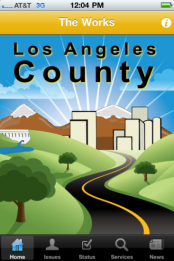 AT&T 3G 12:04 PM
The Works
Los Angeles
County
Home Issues Status Services News